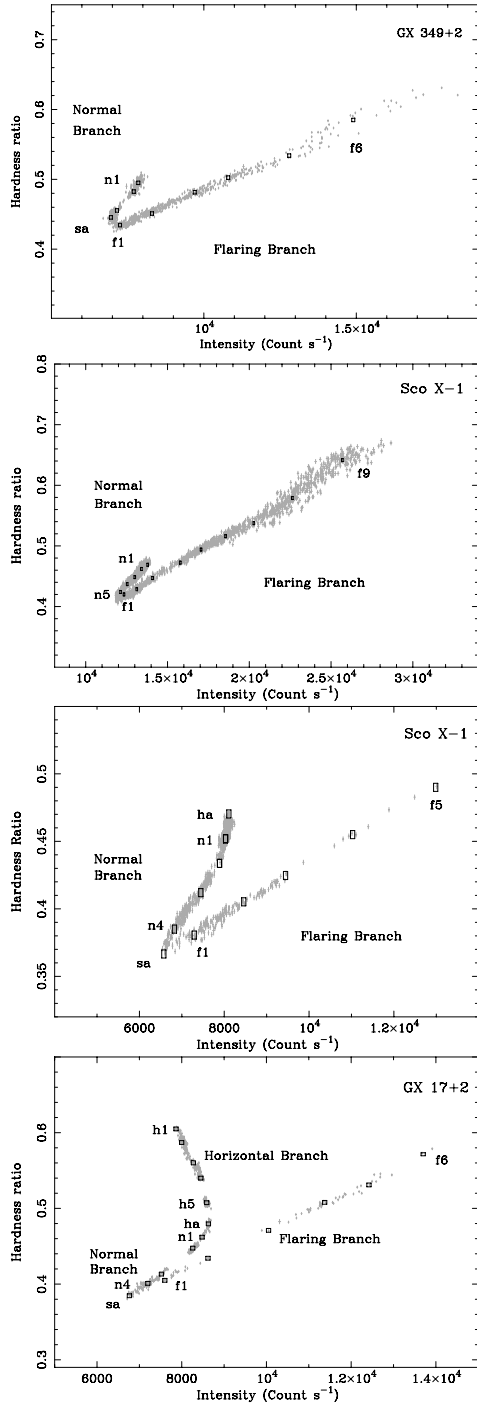 GX 349+2
0.7
0.6
0.5
0.4
Hardness ratio
Normal
Branch
n1
sa
f1
f6
Flaring Branch
10⁴
1.5×10⁴
Intensity (Count s⁻¹)
Sco X-1
0.8
0.7
0.6
0.5
0.4
Hardness ratio
Normal
Branch
n1
n5
f1
f9
Flaring Branch
10⁴
1.5×10⁴
2×10⁴
2.5×10⁴
3×10⁴
Intensity (Count s⁻¹)
Sco X-1
0.5
0.45
0.4
0.35
Hardness Ratio
ha
n1
Normal
Branch
n4
sa
f1
f5
Flaring Branch
6000
8000
10⁴
1.2×10⁴
Intensity (Count s⁻¹)
GX 17+2
0.6
0.5
0.4
0.3
Hardness ratio
h1
Horizontal Branch
h5
ha
n1
Normal
Branch
n4
sa
f1
f6
Flaring Branch
6000
8000
10⁴
1.2×10⁴
1.4×10⁴
Intensity (Count s⁻¹)